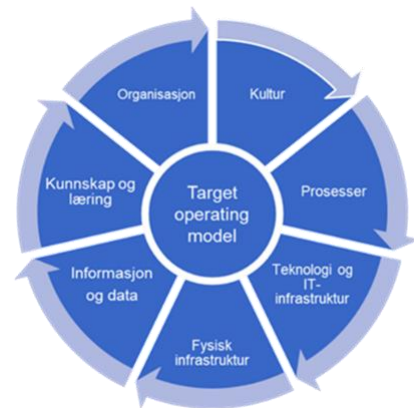 Organisasjon
Kultur
Prosesser
Teknologi og
IT-
infrastruktur
Fysisk
infrastruktur
Informasjon
og data
Kunnskap og
læring
Target
operating
model